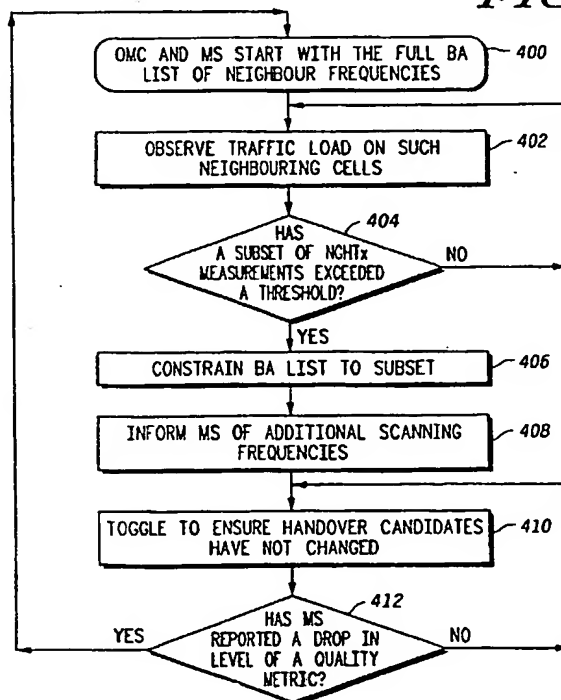 OMC AND MS START WITH THE FULL BA
LIST OF NEIGHBOUR FREQUENCIES
400
OBSERVE TRAFFIC LOAD ON SUCH
NEIGHBOURING CELLS
402
404
HAS
A SUBSET OF NGHTx
MEASUREMENTS EXCEEDED
A THRESHOLD?
NO
YES
CONSTRAIN BA LIST TO SUBSET
406
INFORM MS OF ADDITIONAL SCANNING
FREQUENCIES
408
TOGGLE TO ENSURE HANDOVER CANDIDATES
HAVE NOT CHANGED
410
412
HAS MS
REPORTED A DROP IN
LEVEL OF A QUALITY
METRIC?
YES
NO